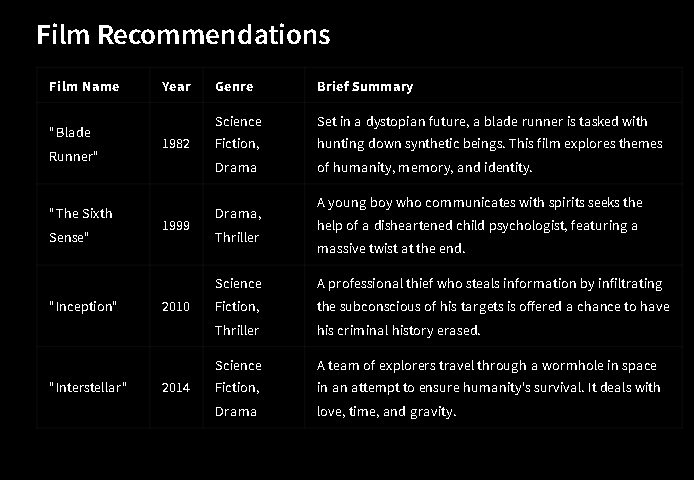 Film Recommendations
Film Name Year Genre Brief Summary
"Blade
Runner"
1982
Science
Fiction,
Drama
Set in a dystopian future, a blade runner is tasked with
hunting down synthetic beings. This film explores themes
of humanity, memory, and identity.
"The Sixth
Sense"
1999
Drama,
Thriller
A young boy who communicates with spirits seeks the
help of a disheartened child psychologist, featuring a
massive twist at the end.
"Inception"
2010
Science
Fiction,
Thriller
A professional thief who steals information by infiltrating
the subconscious of his targets is offered a chance to have
his criminal history erased.
"Interstellar"
2014
Science
Fiction,
Drama
A team of explorers travel through a wormhole in space
in an attempt to ensure humanity's survival. It deals with
love, time, and gravity.